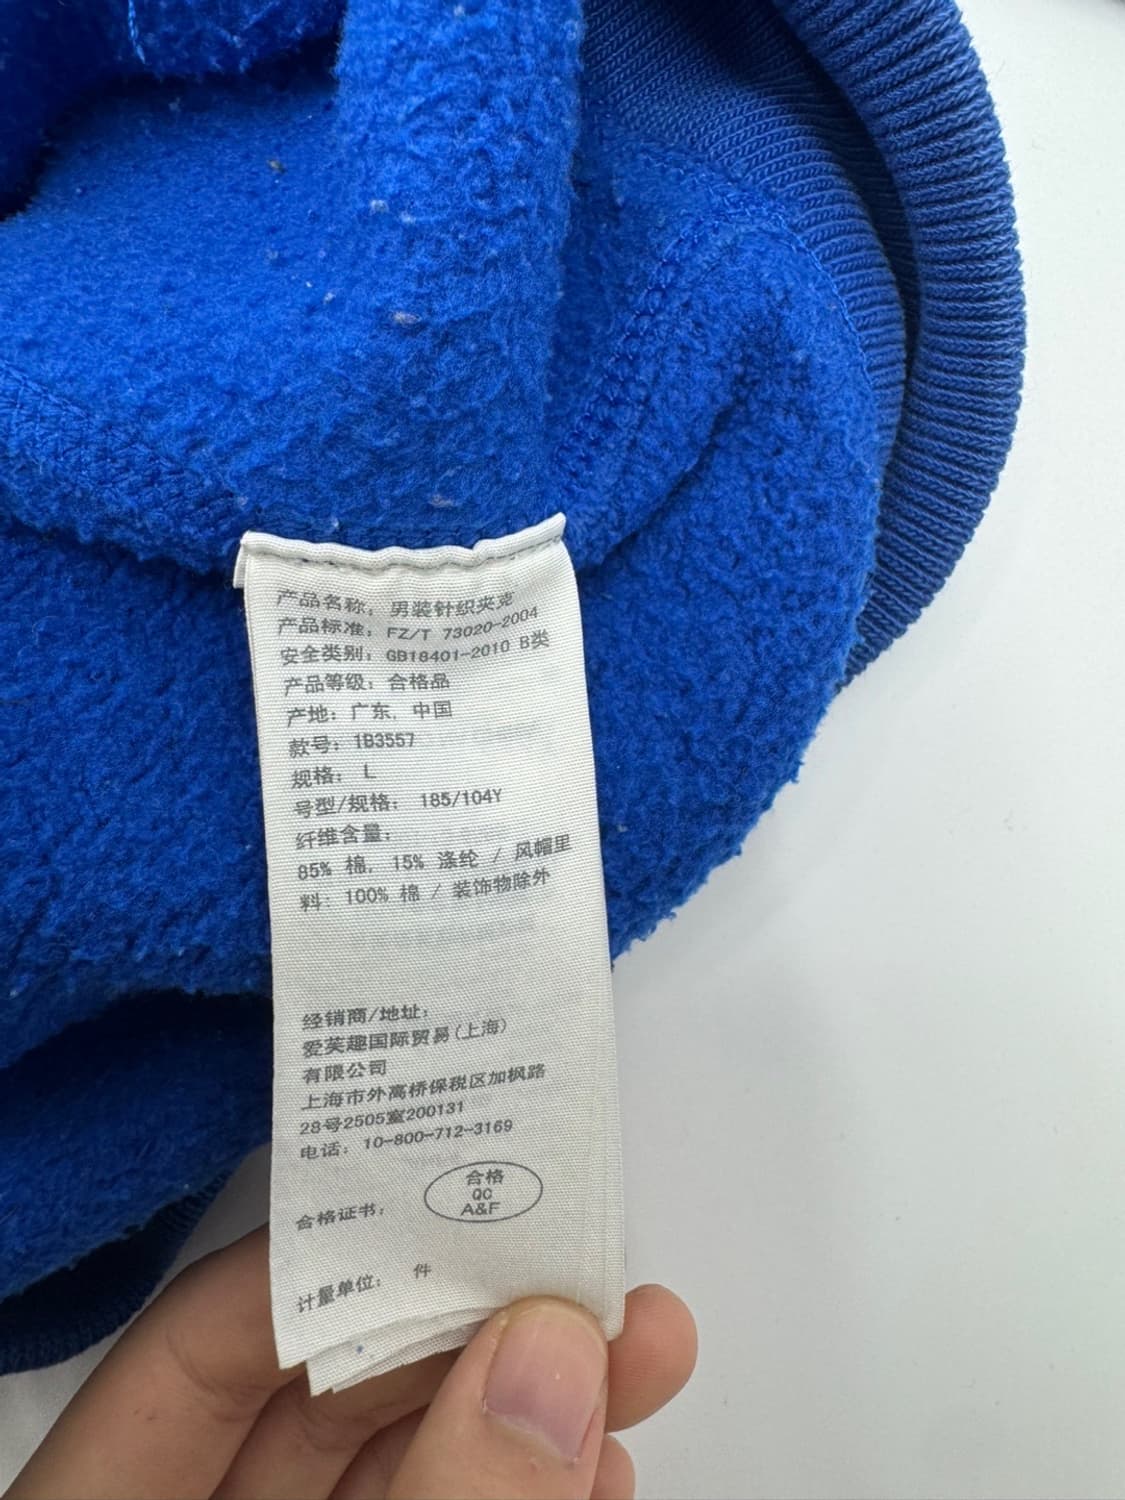 产品名称: 男装针织夹克
产品标准: FZ/T 73020-2004
安全类别: GB18401-2010 B类
产品等级: 合格品
产地: 广东, 中国
款号: 1B3557
规格: L
号型/规格: 185/104Y
纤维含量:
85% 棉, 15% 涤纶 / 风帽里
料: 100% 棉 / 装饰物除外
经销商/地址:
爱芙趣国际贸易(上海)
有限公司
上海市外高桥保税区加枫路
28号2505室200131
电话: 10-800-712-3169
合格
QC
A&F
合格证书:
计量单位: 件